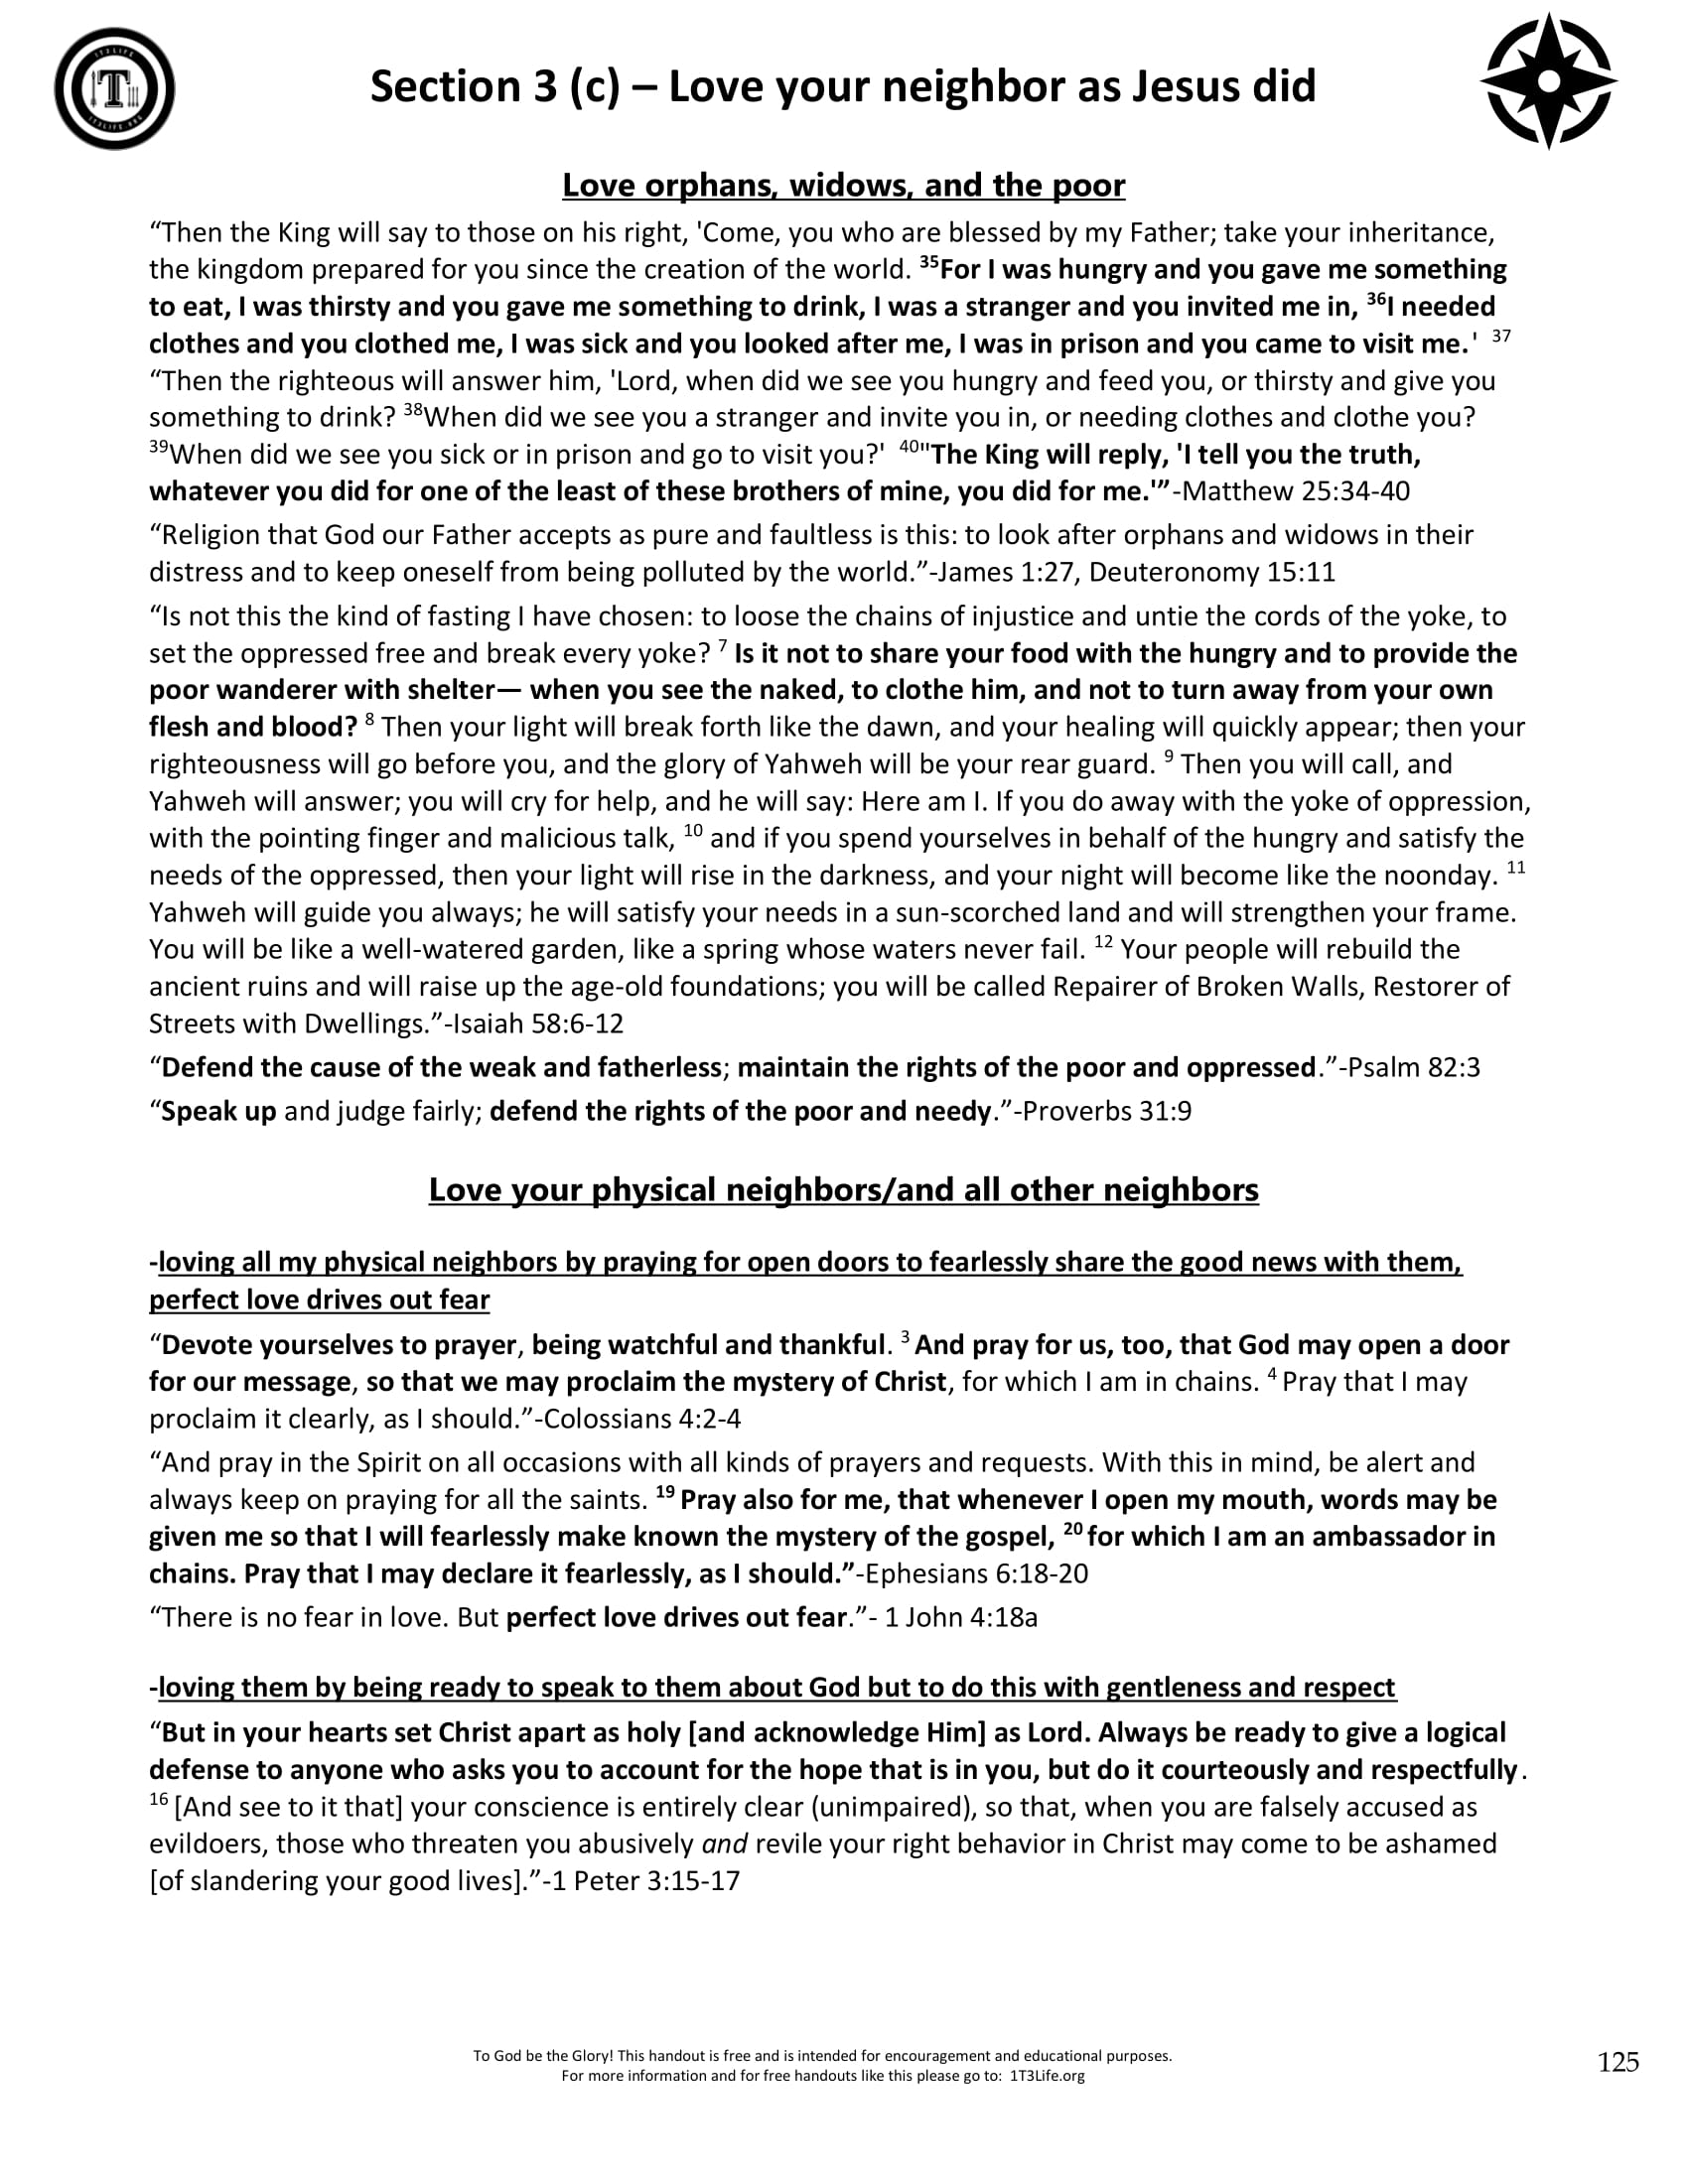 1T3LIFE
T
1T3LIFE.ORG
Section 3 (c) – Love your neighbor as Jesus did
Love orphans, widows, and the poor
“Then the King will say to those on his right, 'Come, you who are blessed by my Father; take your inheritance,
the kingdom prepared for you since the creation of the world. 35For I was hungry and you gave me something
to eat, I was thirsty and you gave me something to drink, I was a stranger and you invited me in, 36I needed
clothes and you clothed me, I was sick and you looked after me, I was in prison and you came to visit me.' 37
“Then the righteous will answer him, 'Lord, when did we see you hungry and feed you, or thirsty and give you
something to drink? 38When did we see you a stranger and invite you in, or needing clothes and clothe you?
39When did we see you sick or in prison and go to visit you?' 40"The King will reply, 'I tell you the truth,
whatever you did for one of the least of these brothers of mine, you did for me.'”-Matthew 25:34-40
“Religion that God our Father accepts as pure and faultless is this: to look after orphans and widows in their
distress and to keep oneself from being polluted by the world.”-James 1:27, Deuteronomy 15:11
“Is not this the kind of fasting I have chosen: to loose the chains of injustice and untie the cords of the yoke, to
set the oppressed free and break every yoke? 7 Is it not to share your food with the hungry and to provide the
poor wanderer with shelter— when you see the naked, to clothe him, and not to turn away from your own
flesh and blood? 8 Then your light will break forth like the dawn, and your healing will quickly appear; then your
righteousness will go before you, and the glory of Yahweh will be your rear guard. 9 Then you will call, and
Yahweh will answer; you will cry for help, and he will say: Here am I. If you do away with the yoke of oppression,
with the pointing finger and malicious talk, 10 and if you spend yourselves in behalf of the hungry and satisfy the
needs of the oppressed, then your light will rise in the darkness, and your night will become like the noonday. 11
Yahweh will guide you always; he will satisfy your needs in a sun-scorched land and will strengthen your frame.
You will be like a well-watered garden, like a spring whose waters never fail. 12 Your people will rebuild the
ancient ruins and will raise up the age-old foundations; you will be called Repairer of Broken Walls, Restorer of
Streets with Dwellings.”-Isaiah 58:6-12
“Defend the cause of the weak and fatherless; maintain the rights of the poor and oppressed.”-Psalm 82:3
“Speak up and judge fairly; defend the rights of the poor and needy.”-Proverbs 31:9
Love your physical neighbors/and all other neighbors
-loving all my physical neighbors by praying for open doors to fearlessly share the good news with them,
perfect love drives out fear
“Devote yourselves to prayer, being watchful and thankful. 3 And pray for us, too, that God may open a door
for our message, so that we may proclaim the mystery of Christ, for which I am in chains. 4 Pray that I may
proclaim it clearly, as I should.”-Colossians 4:2-4
“And pray in the Spirit on all occasions with all kinds of prayers and requests. With this in mind, be alert and
always keep on praying for all the saints. 19 Pray also for me, that whenever I open my mouth, words may be
given me so that I will fearlessly make known the mystery of the gospel, 20 for which I am an ambassador in
chains. Pray that I may declare it fearlessly, as I should.”-Ephesians 6:18-20
“There is no fear in love. But perfect love drives out fear.”- 1 John 4:18a
-loving them by being ready to speak to them about God but to do this with gentleness and respect
“But in your hearts set Christ apart as holy [and acknowledge Him] as Lord. Always be ready to give a logical
defense to anyone who asks you to account for the hope that is in you, but do it courteously and respectfully.
16 [And see to it that] your conscience is entirely clear (unimpaired), so that, when you are falsely accused as
evildoers, those who threaten you abusively and revile your right behavior in Christ may come to be ashamed
[of slandering your good lives].”-1 Peter 3:15-17
To God be the Glory! This handout is free and is intended for encouragement and educational purposes.
For more information and for free handouts like this please go to: 1T3Life.org
125